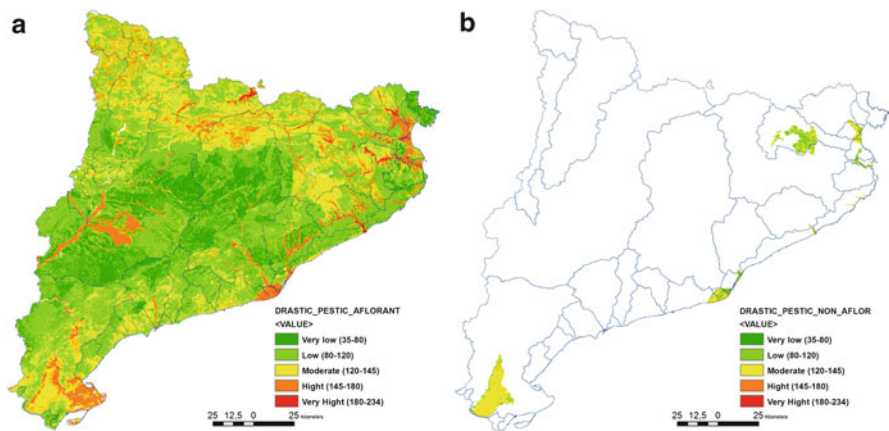 a
DRASTIC_PESTIC_AFLORANT
<VALUE>
Very low (35-80)
Low (80-120)
Moderate (120-145)
Hight (145-180)
Very Hight (180-234)
25 12,5 0 25 Kilometers
b
DRASTIC_PESTIC_NON_AFLOR
<VALUE>
Very low (35-80)
Low (80-120)
Moderate (120-145)
Hight (145-180)
Very Hight (180-234)
25 12,5 0 25 Kilometers